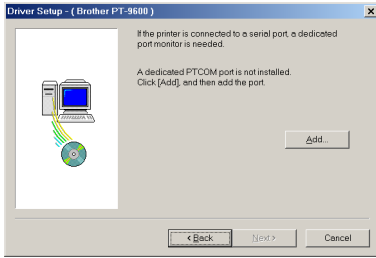 Driver Setup - ( Brother PT-9600 )
If the printer is connected to a serial port, a dedicated
port monitor is needed.
A dedicated PTCOM port is not installed.
Click [Add], and then add the port.
Add...
< Back
Next >
Cancel